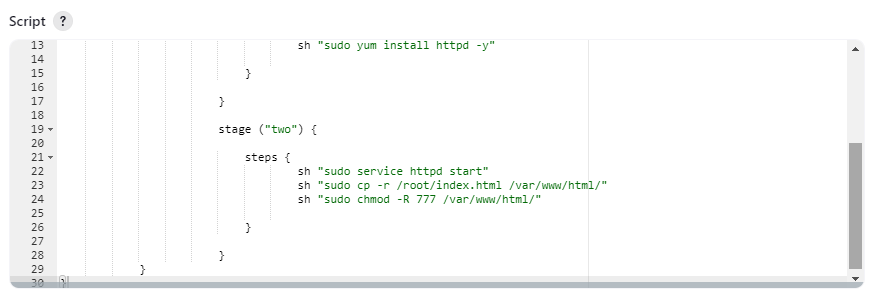 Script ?
13 sh "sudo yum install httpd -y"
14
15 }
16
17 }
18
19 stage ("two") {
20
21 steps {
22 sh "sudo service httpd start"
23 sh "sudo cp -r /root/index.html /var/www/html/"
24 sh "sudo chmod -R 777 /var/www/html/"
25
26 }
27
28 }
29 }
30 }